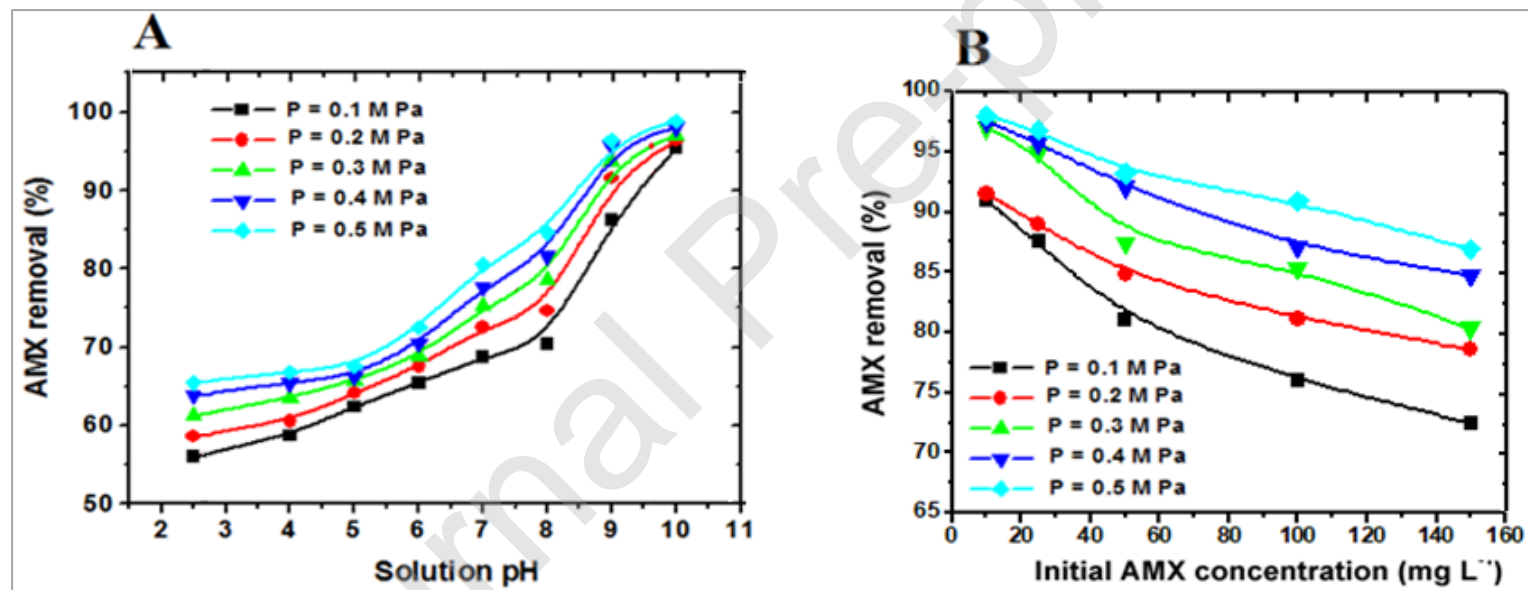 A
AMX removal (%)
100
90
80
70
60
50
P = 0.1 M Pa
P = 0.2 M Pa
P = 0.3 M Pa
P = 0.4 M Pa
P = 0.5 M Pa
2 3 4 5 6 7 8 9 10 11
Solution pH
B
AMX removal (%)
100
95
90
85
80
75
70
65
P = 0.1 M Pa
P = 0.2 M Pa
P = 0.3 M Pa
P = 0.4 M Pa
P = 0.5 M Pa
0 20 40 60 80 100 120 140 160
Initial AMX concentration (mg L
rnal Pre-p